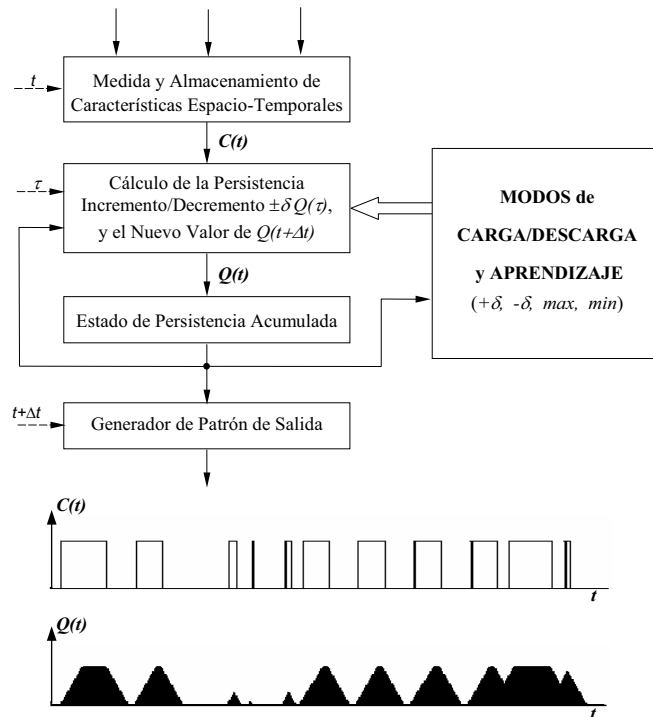 t
Medida y Almacenamiento de
Características Espacio-Temporales
C(t)
τ
Cálculo de la Persistencia
Incremento/Decremento ±δ Q(τ),
y el Nuevo Valor de Q(t+Δt)
MODOS de
CARGA/DESCARGA
y APRENDIZAJE
(+δ, -δ, max, min)
Q(t)
Estado de Persistencia Acumulada
t+Δt
Generador de Patrón de Salida
C(t)
t
Q(t)
t